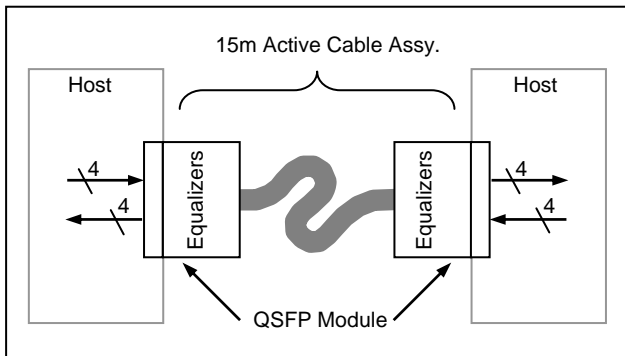 15m Active Cable Assy.
Host
Host
4
4
Equalizers
Equalizers
4
4
QSFP Module